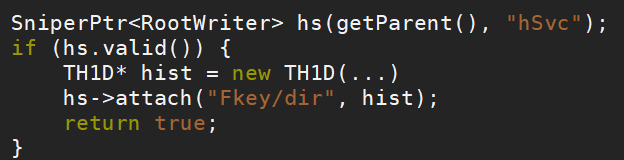 SniperPtr<RootWriter> hs(getParent(), "hSvc");
if (hs.valid()) {
    TH1D* hist = new TH1D(...)
    hs->attach("Fkey/dir", hist);
    return true;
}